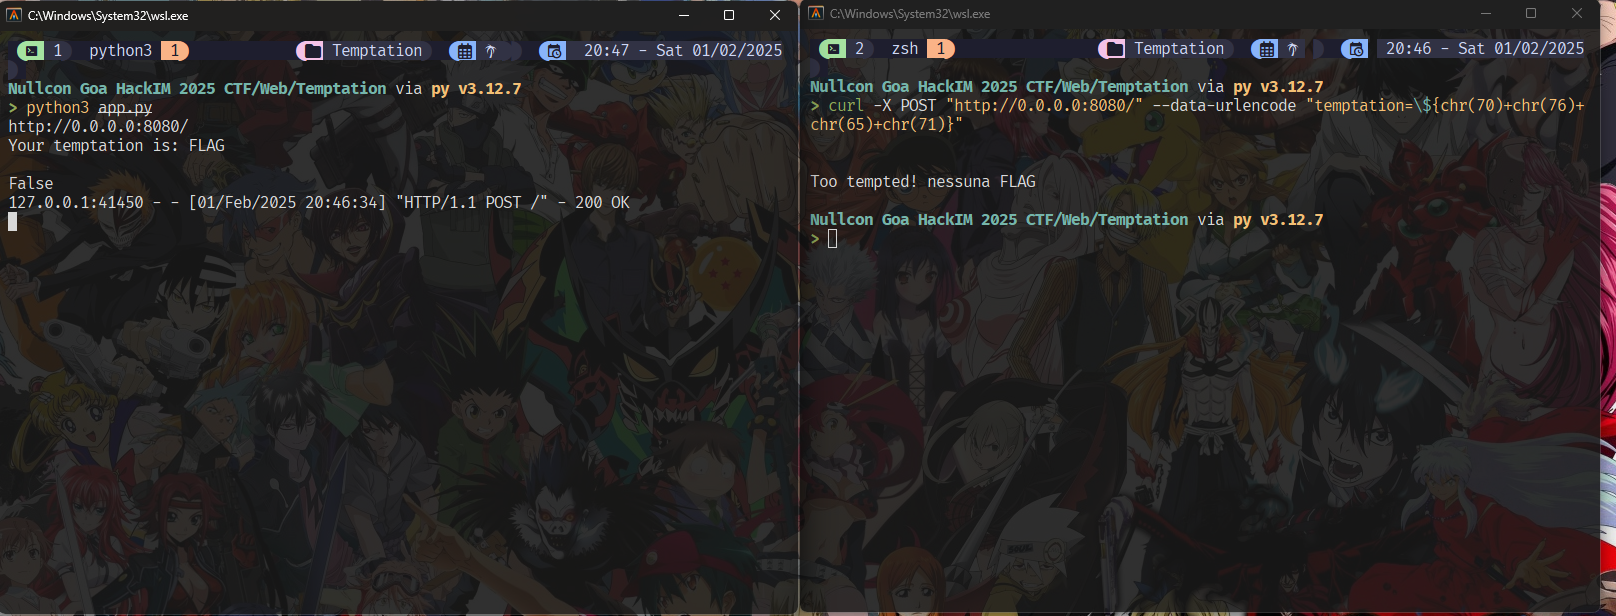 C:\Windows\System32\wsl.exe
1 python3 1 Temptation 20:47 - Sat 01/02/2025
Nullcon Goa HackIM 2025 CTF/Web/Temptation via py v3.12.7
> python3 app.py
http://0.0.0.0:8080/
Your temptation is: FLAG
False
127.0.0.1:41450 - - [01/Feb/2025 20:46:34] "HTTP/1.1 POST /" - 200 OK
C:\Windows\System32\wsl.exe
2 zsh 1 Temptation 20:46 - Sat 01/02/2025
Nullcon Goa HackIM 2025 CTF/Web/Temptation via py v3.12.7
> curl -X POST "http://0.0.0.0:8080/" --data-urlencode "temptation=\${chr(70)+chr(76)+
chr(65)+chr(71)}"
Too tempted! nessuna FLAG
Nullcon Goa HackIM 2025 CTF/Web/Temptation via py v3.12.7
>